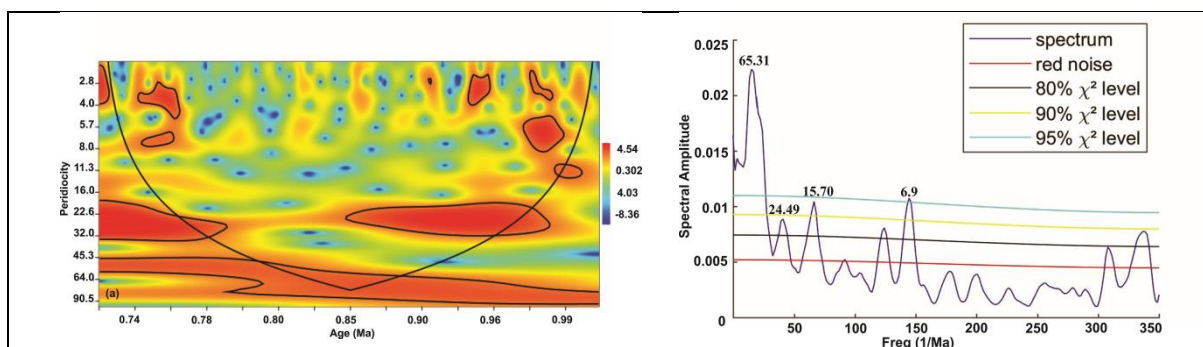 2.8
4.0
5.7
8.0
11.3
16.0
22.6
32.0
45.3
64.0
90.5
Peridiocity
(a)
0.74 0.78 0.80 0.85 0.90 0.96 0.99
Age (Ma)
4.54
0.302
4.03
-8.36
0.025
0.02
0.015
0.01
0.005
Spectral Amplitude
65.31
24.49
15.70
6.9
spectrum
red noise
80% χ² level
90% χ² level
95% χ² level
50 100 150 200 250 300 350
Freq (1/Ma)